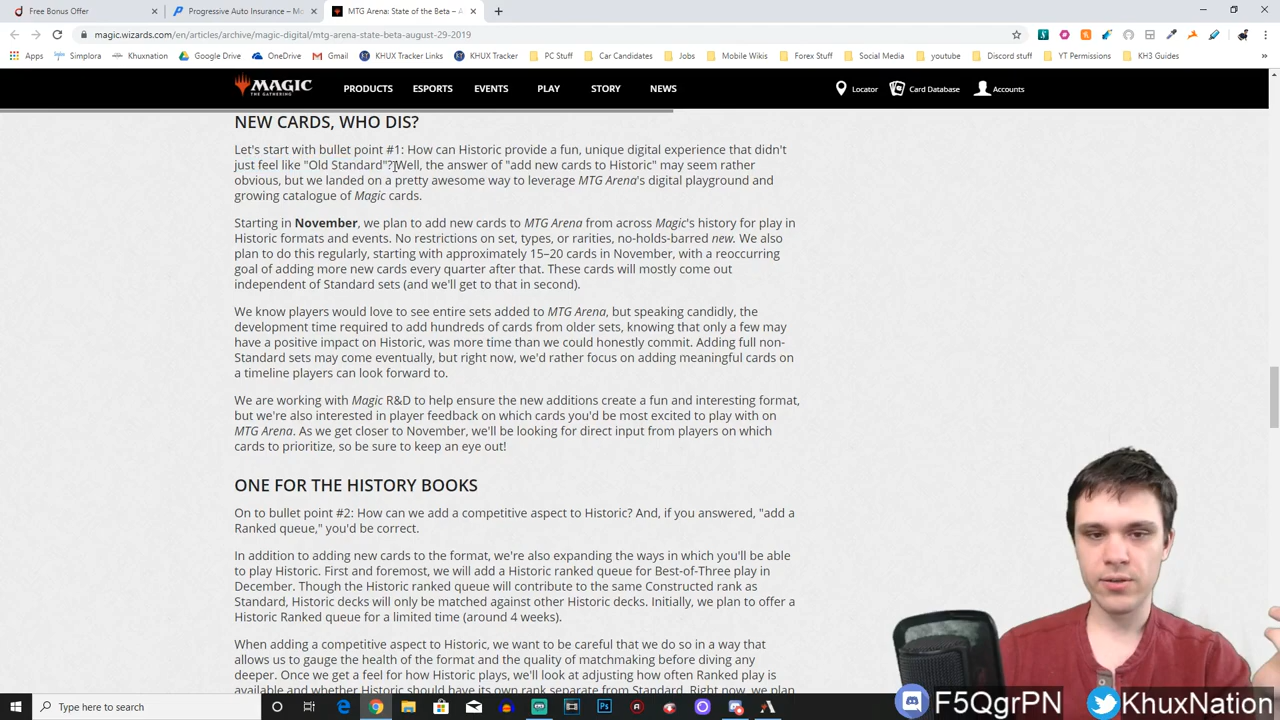 Free Bonus Offer
Progressive Auto Insurance – No
MTG Arena: State of the Beta – A
magic.wizards.com/en/articles/archive/magic-digital/mtg-arena-state-beta-august-29-2019
Apps Simplora Khuxnation Google Drive OneDrive Gmail KHUX Tracker Links KHUX Tracker PC Stuff Car Candidates Jobs Mobile Wikis Forex Stuff Social Media youtube Discord stuff YT Permissions KH3 Guides
MAGIC
THE GATHERING
PRODUCTS ESPORTS EVENTS PLAY STORY NEWS Locator Card Database Accounts
NEW CARDS, WHO DIS?
Let's start with bullet point #1: How can Historic provide a fun, unique digital experience that didn't
just feel like "Old Standard"? Well, the answer of "add new cards to Historic" may seem rather
obvious, but we landed on a pretty awesome way to leverage MTG Arena's digital playground and
growing catalogue of Magic cards.
Starting in November, we plan to add new cards to MTG Arena from across Magic's history for play in
Historic formats and events. No restrictions on set, types, or rarities, no-holds-barred new. We also
plan to do this regularly, starting with approximately 15–20 cards in November, with a reoccurring
goal of adding more new cards every quarter after that. These cards will mostly come out
independent of Standard sets (and we'll get to that in second).
We know players would love to see entire sets added to MTG Arena, but speaking candidly, the
development time required to add hundreds of cards from older sets, knowing that only a few may
have a positive impact on Historic, was more time than we could honestly commit. Adding full non-
Standard sets may come eventually, but right now, we'd rather focus on adding meaningful cards on
a timeline players can look forward to.
We are working with Magic R&D to help ensure the new additions create a fun and interesting format,
but we're also interested in player feedback on which cards you'd be most excited to play with on
MTG Arena. As we get closer to November, we'll be looking for direct input from players on which
cards to prioritize, so be sure to keep an eye out!
ONE FOR THE HISTORY BOOKS
On to bullet point #2: How can we add a competitive aspect to Historic? And, if you answered, "add a
Ranked queue," you'd be correct.
In addition to adding new cards to the format, we're also expanding the ways in which you'll be able
to play Historic. First and foremost, we will add a Historic ranked queue for Best-of-Three play in
December. Though the Historic ranked queue will contribute to the same Constructed rank as
Standard, Historic decks will only be matched against other Historic decks. Initially, we plan to offer a
Historic Ranked queue for a limited time (around 4 weeks).
When adding a competitive aspect to Historic, we want to be careful that we do so in a way that
allows us to gauge the health of the format and the quality of matchmaking before diving any
deeper. Once we get a feel for how Historic plays, we'll look at adjusting how often Ranked play is
available and whether Historic should have its own rank separate from Standard. Right now, we plan
Type here to search
F5QgrPN KhuxNation